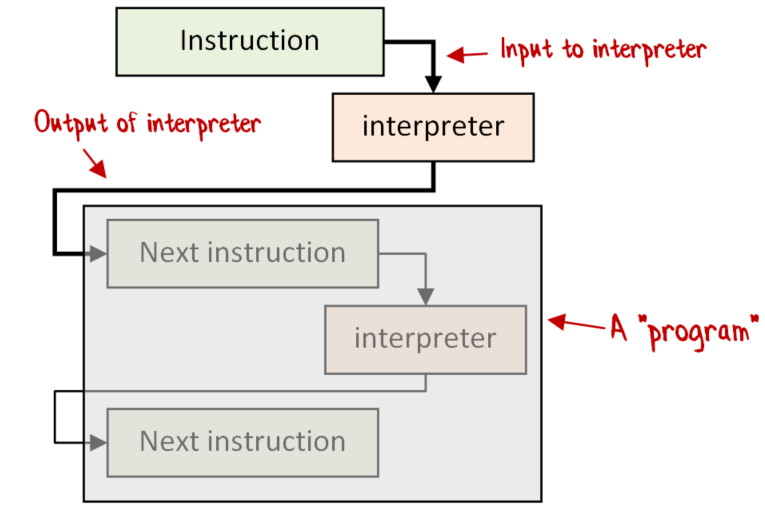 Instruction
Input to interpreter
Output of interpreter
interpreter
Next instruction
interpreter
A "program"
Next instruction